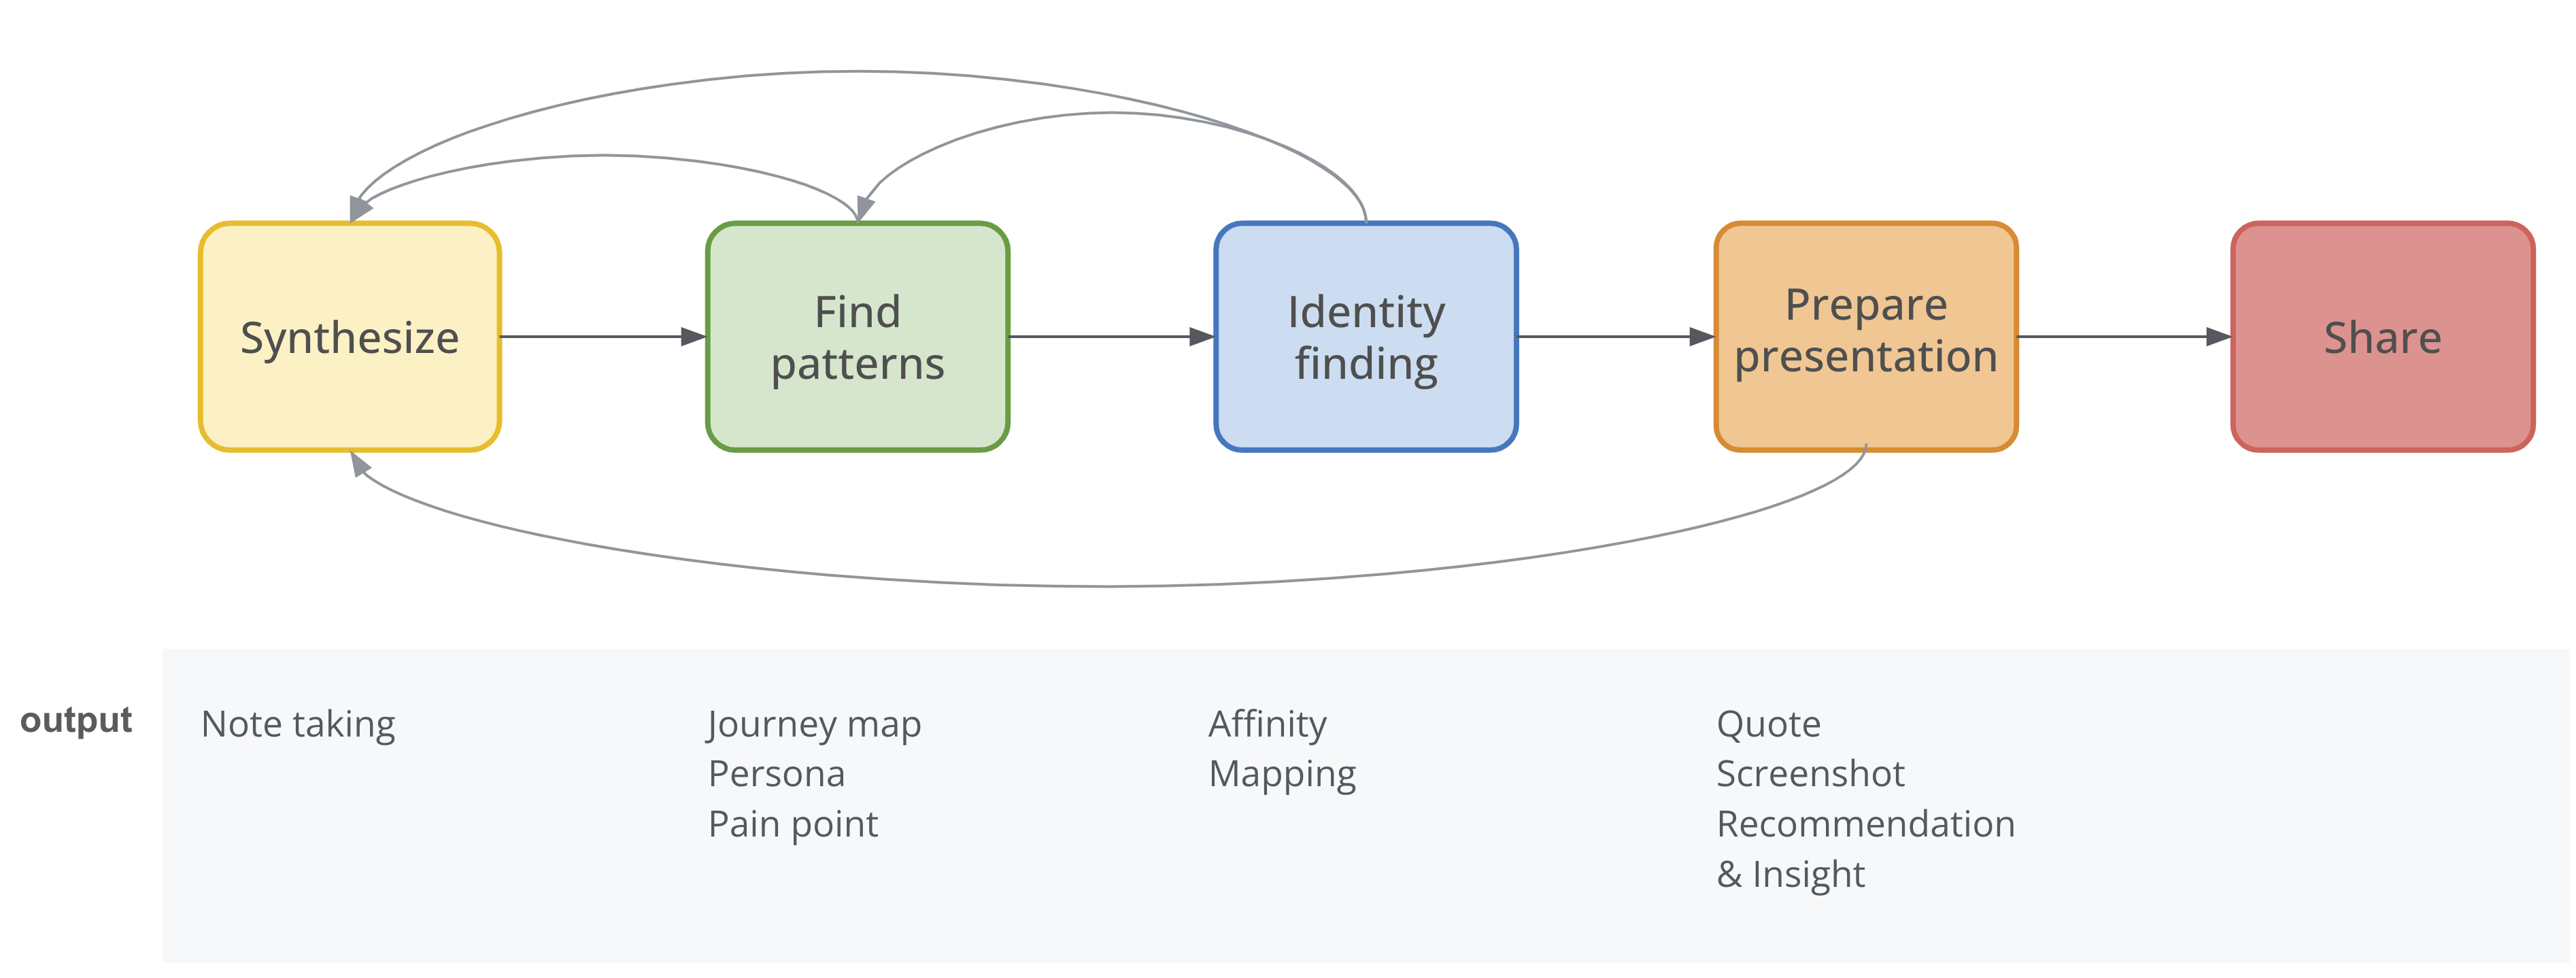 Synthesize
Find
patterns
Identity
finding
Prepare
presentation
Share
output
Note taking
Journey map
Persona
Pain point
Affinity
Mapping
Quote
Screenshot
Recommendation
& Insight